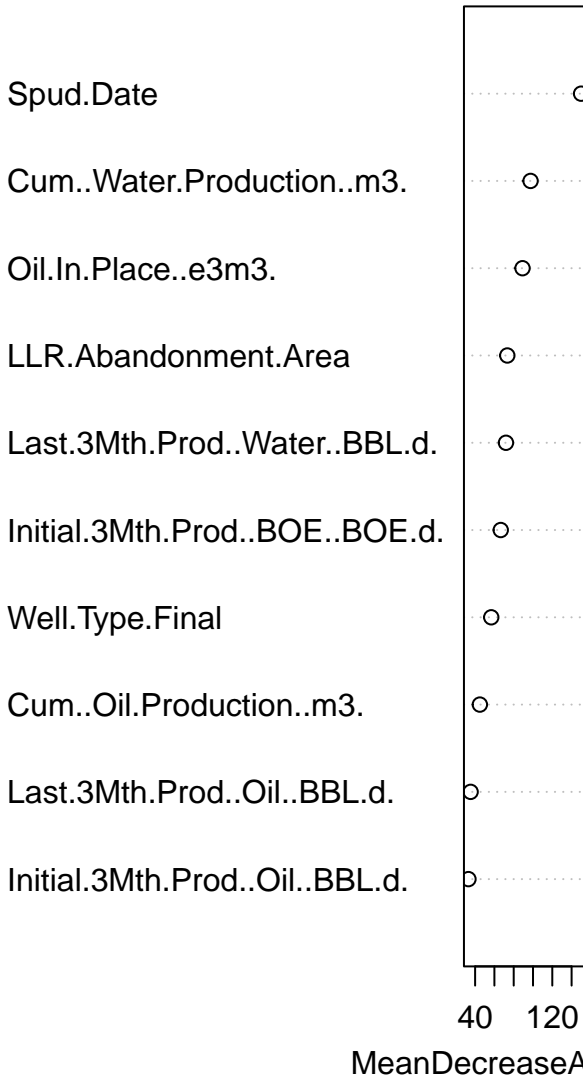 Spud.Date
Cum..Water.Production..m3.
Oil.In.Place..e3m3.
LLR.Abandonment.Area
Last.3Mth.Prod..Water..BBL.d.
Initial.3Mth.Prod..BOE..BOE.d.
Well.Type.Final
Cum..Oil.Production..m3.
Last.3Mth.Prod..Oil..BBL.d.
Initial.3Mth.Prod..Oil..BBL.d.
40 120
MeanDecreaseA